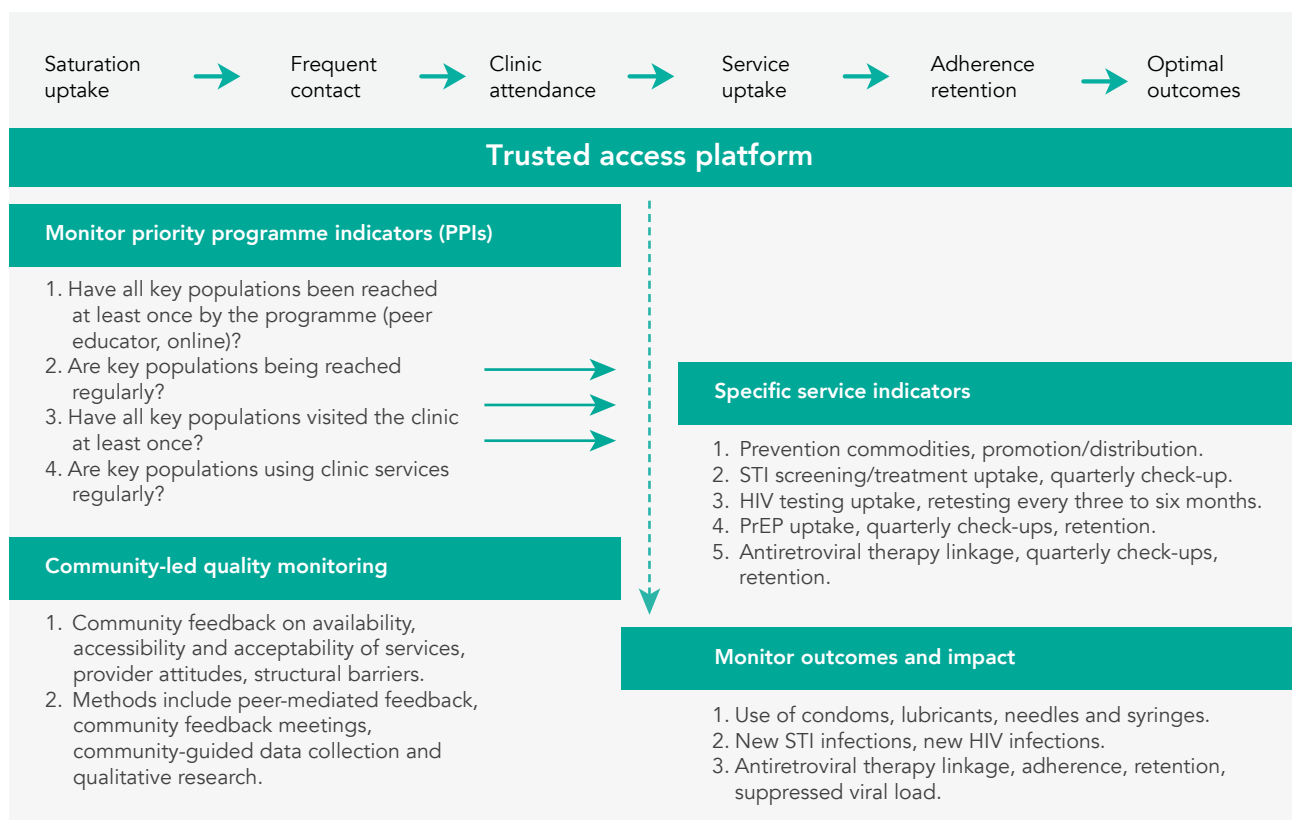 Saturation
uptake
Frequent
contact
Clinic
attendance
Service
uptake
Adherence
retention
Optimal
outcomes
Trusted access platform
Monitor priority programme indicators (PPIs)
1. Have all key populations been reached
at least once by the programme (peer
educator, online)?
2. Are key populations being reached
regularly?
3. Have all key populations visited the clinic
at least once?
4. Are key populations using clinic services
regularly?
Community-led quality monitoring
1. Community feedback on availability,
accessibility and acceptability of services,
provider attitudes, structural barriers.
2. Methods include peer-mediated feedback,
community feedback meetings,
community-guided data collection and
qualitative research.
Specific service indicators
1. Prevention commodities, promotion/distribution.
2. STI screening/treatment uptake, quarterly check-up.
3. HIV testing uptake, retesting every three to six months.
4. PrEP uptake, quarterly check-ups, retention.
5. Antiretroviral therapy linkage, quarterly check-ups,
retention.
Monitor outcomes and impact
1. Use of condoms, lubricants, needles and syringes.
2. New STI infections, new HIV infections.
3. Antiretroviral therapy linkage, adherence, retention,
suppressed viral load.